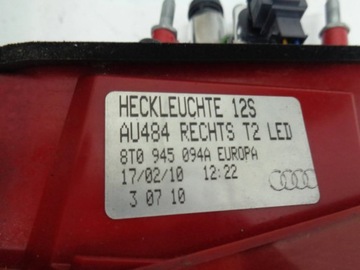 HECKLEUCHTE 12S
AU484 RECHTS T2 LED
8T0 945 094A EUROPA
17/02/10 12:22
3 07 10